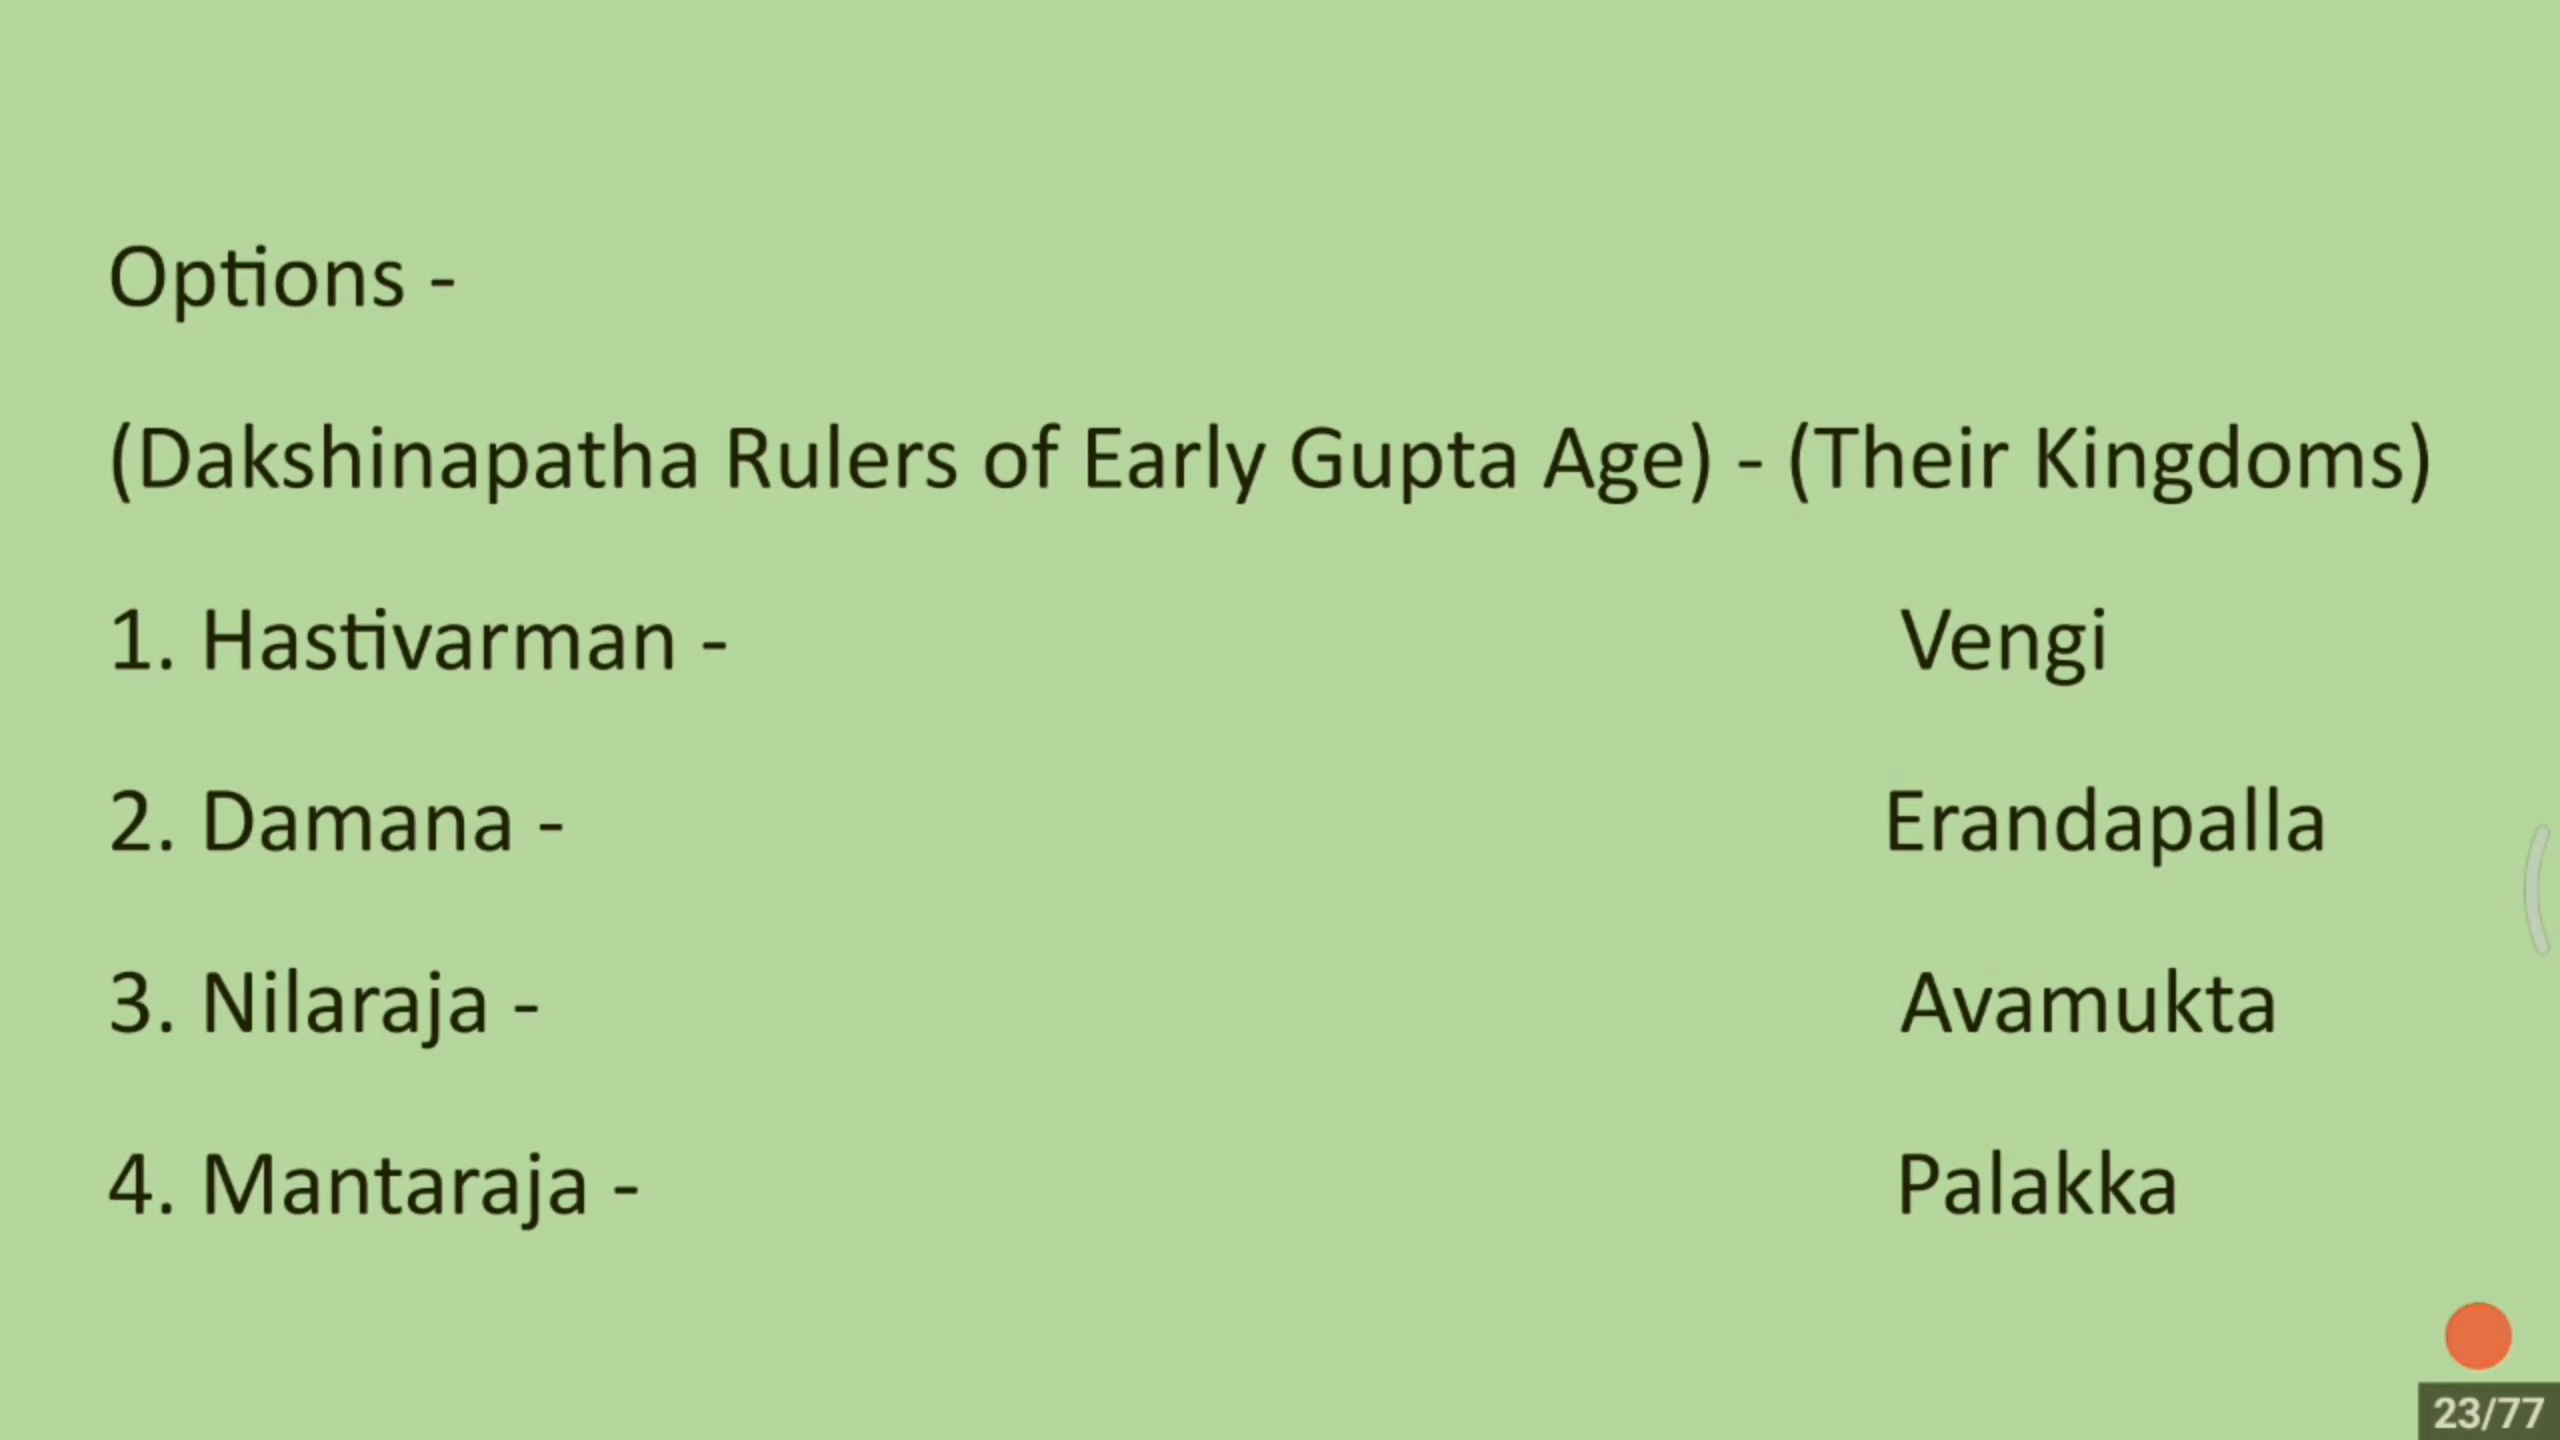 Options -
(Dakshinapatha Rulers of Early Gupta Age) - (Their Kingdoms)
1. Hastivarman - Vengi
2. Damana - Erandapalla
3. Nilaraja - Avamukta
4. Mantaraja - Palakka
23/77